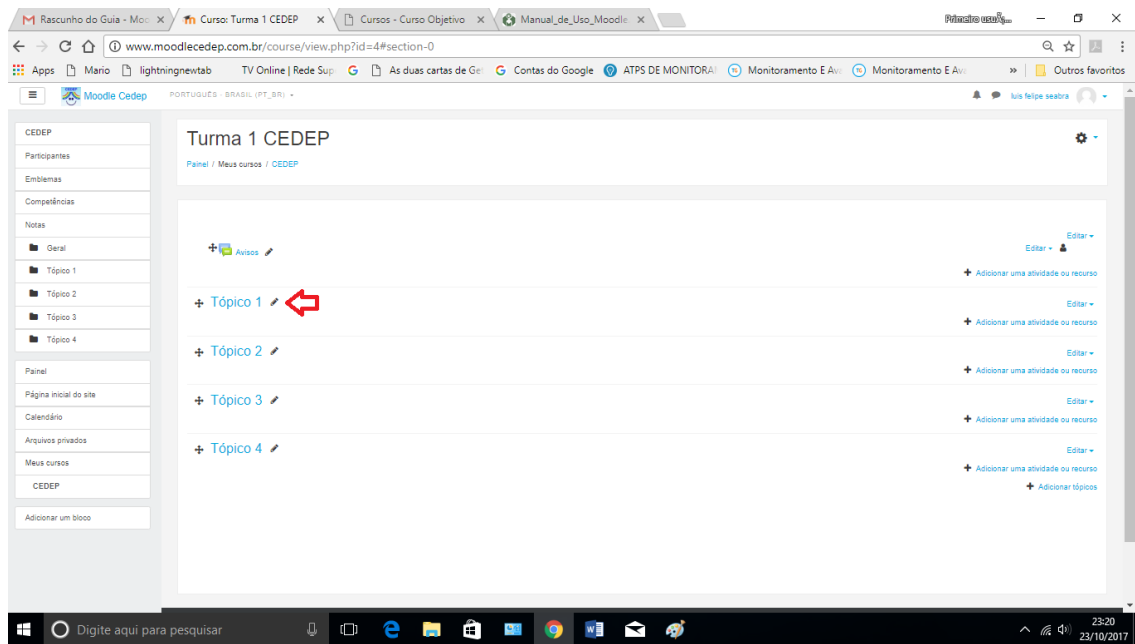 Rascunho do Guia - Moo
Curso: Turma 1 CEDEP
Cursos - Curso Objetivo
Manual_de_Uso_Moodle
www.moodlecedep.com.br/course/view.php?id=4#section-0
Apps Mario lightningnewtab TV Online | Rede Sup As duas cartas de Ge Contas do Google ATPS DE MONITORA Monitoramento E Ava Monitoramento E Ava » Outros favoritos
Moodle Cedep PORTUGUÊS - BRASIL (PT_BR) luis felipe seabra
CEDEP
Participantes
Emblemas
Competências
Notas
Geral
Tópico 1
Tópico 2
Tópico 3
Tópico 4
Painel
Página inicial do site
Calendário
Arquivos privados
Meus cursos
CEDEP
Adicionar um bloco
Turma 1 CEDEP
Painel / Meus cursos / CEDEP
Editar
Avisos Editar
Adicionar uma atividade ou recurso
Tópico 1 Editar
Adicionar uma atividade ou recurso
Tópico 2 Editar
Adicionar uma atividade ou recurso
Tópico 3 Editar
Adicionar uma atividade ou recurso
Tópico 4 Editar
Adicionar uma atividade ou recurso
Adicionar tópicos
Digite aqui para pesquisar
23:20
23/10/2017